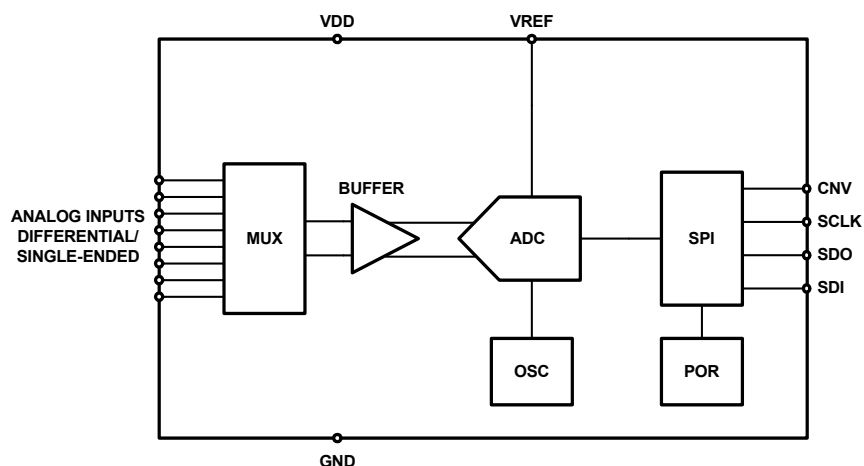 VDD
VREF
ANALOG INPUTS
DIFFERENTIAL/
SINGLE-ENDED
MUX
BUFFER
ADC
SPI
CNV
SCLK
SDO
SDI
OSC
POR
GND